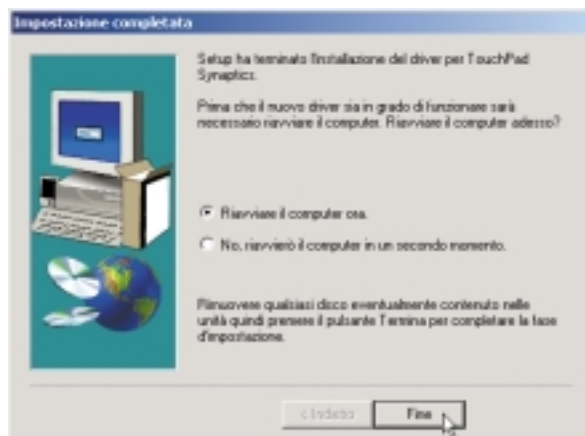 Impostazione completata
Setup ha terminato l'installazione del driver per TouchPad
Synaptics.
Prima che il nuovo driver sia in grado di funzionare sarà
necessario riavviare il computer. Riavviare il computer adesso?
Riavviare il computer ora.
No, riavvierò il computer in un secondo momento.
Rimuovere qualsiasi disco eventualmente contenuto nelle
unità quindi premere il pulsante Termina per completare la fase
d'impostazione.
< Indietro
Fine